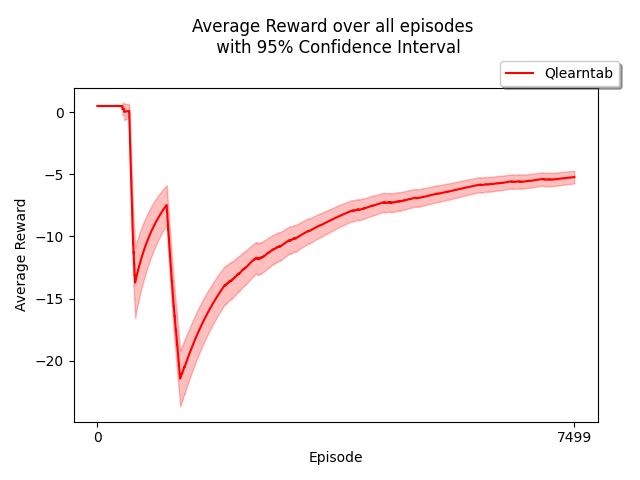 Average Reward over all episodes
with 95% Confidence Interval
Qlearntab
0
−5
−10
−15
−20
Average Reward
0
7499
Episode